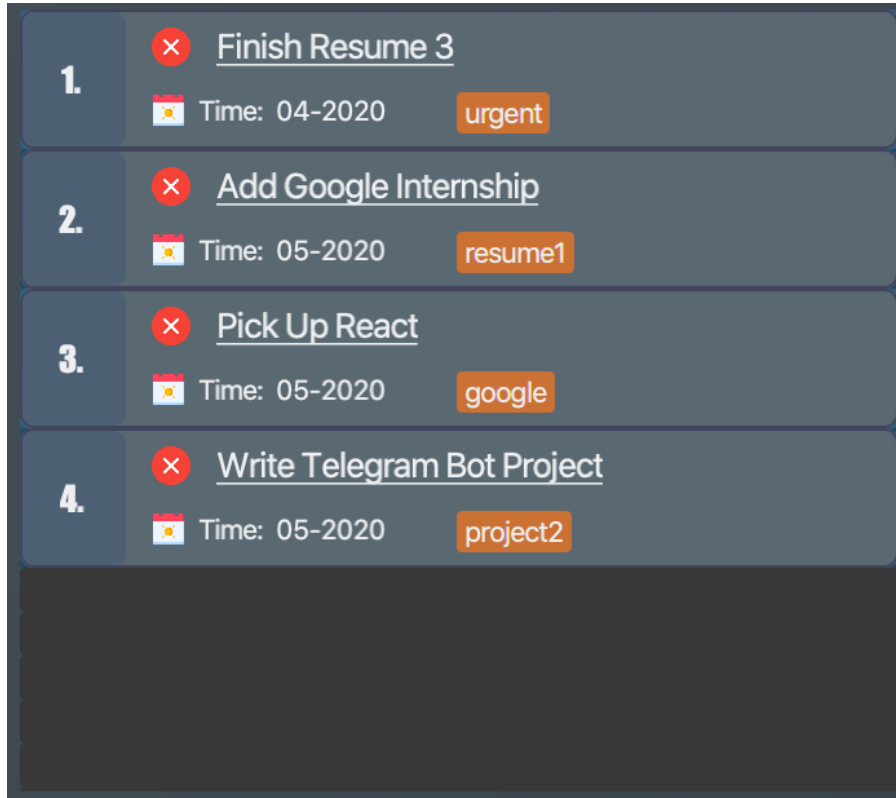 1.
Finish Resume 3
Time: 04-2020 urgent
2.
Add Google Internship
Time: 05-2020 resume1
3.
Pick Up React
Time: 05-2020 google
4.
Write Telegram Bot Project
Time: 05-2020 project2